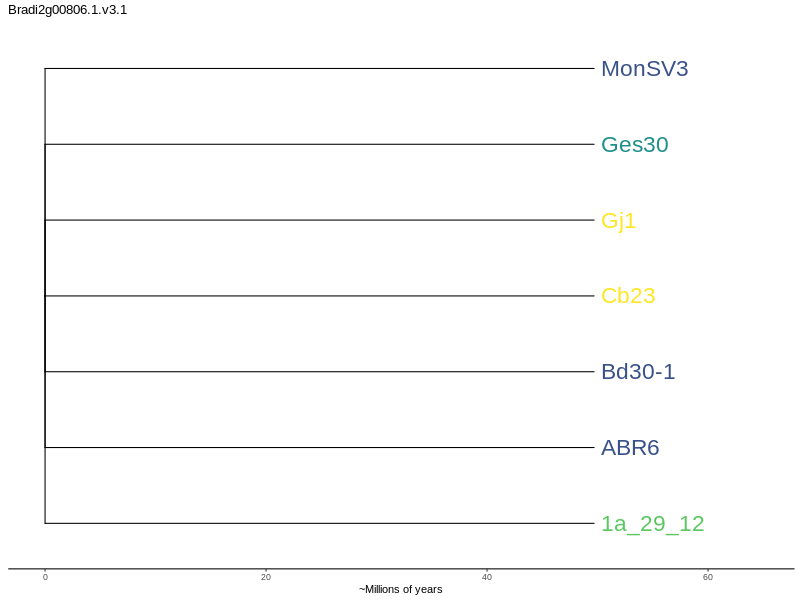 Bradi2g00806.1.v3.1
MonSV3
Ges30
Gj1
Cb23
Bd30-1
ABR6
1a_29_12
0 20 40 60
~Millions of years